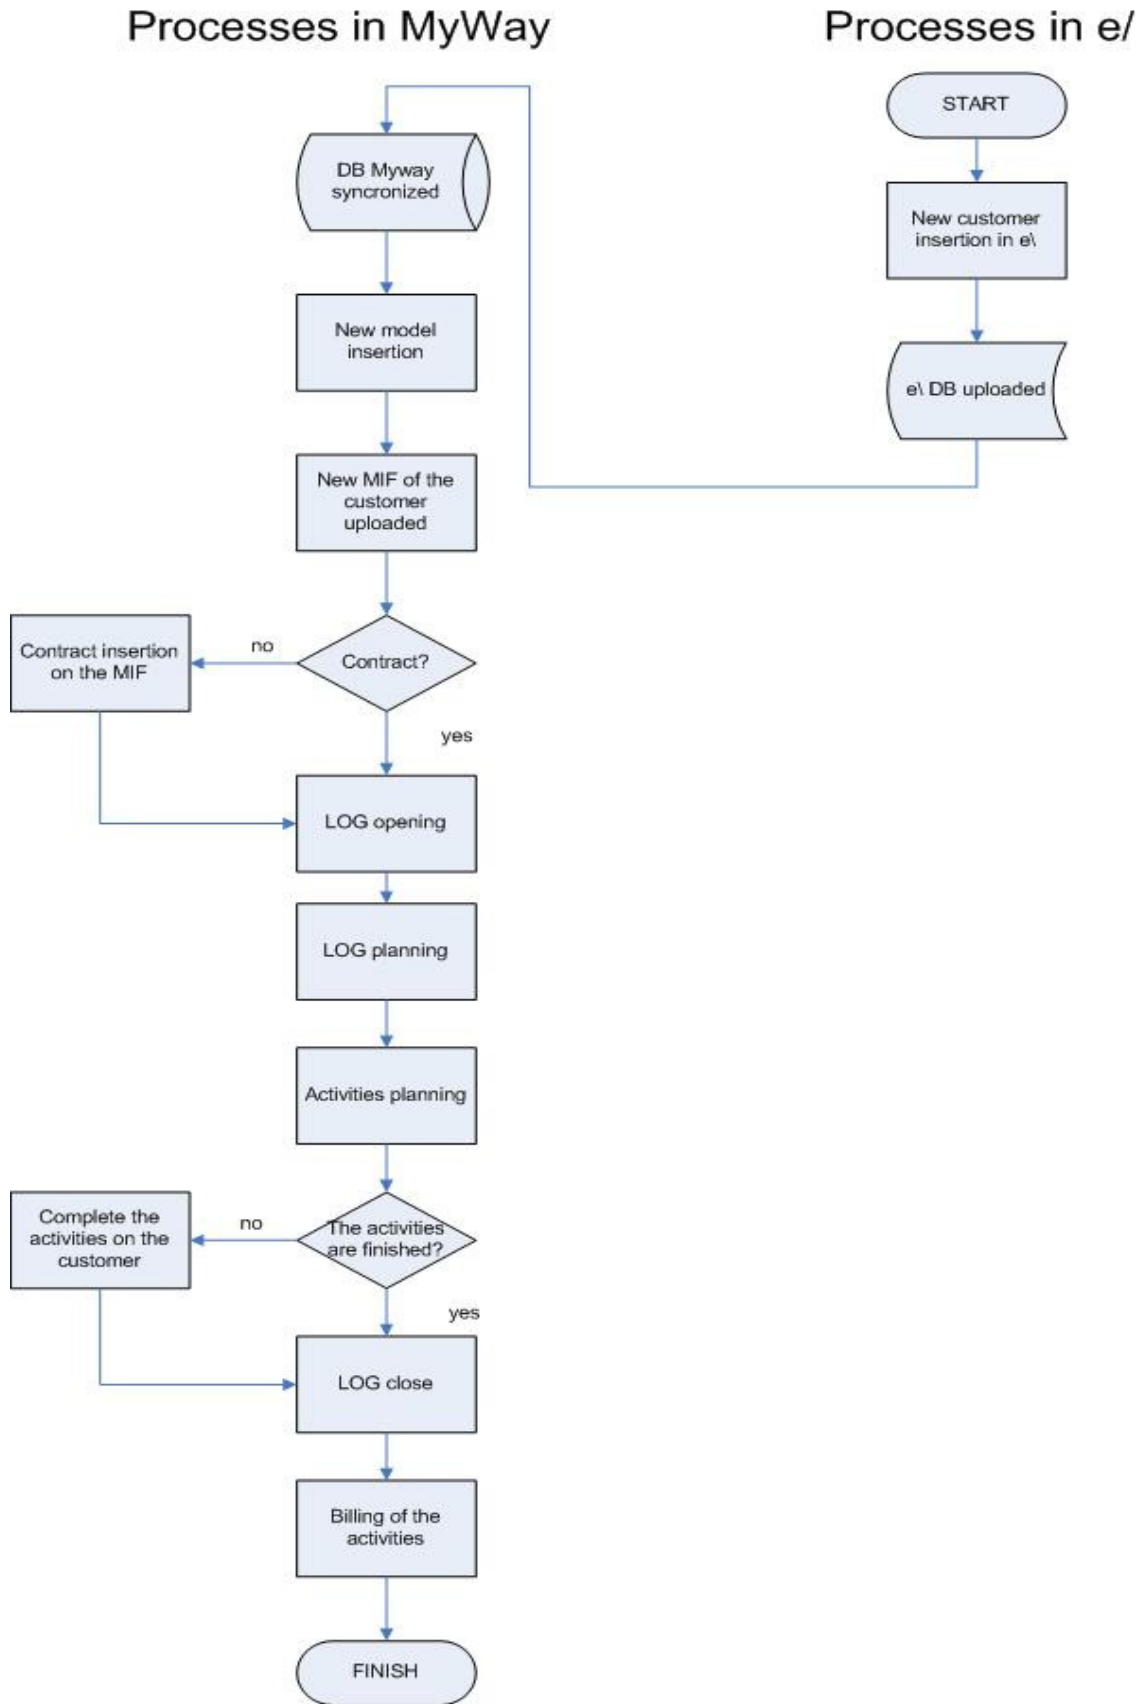 Processes in MyWay
Processes in e/
START
New customer
insertion in e\
e\ DB uploaded
DB Myway
syncronized
New model
insertion
New MIF of the
customer
uploaded
Contract?
no
Contract insertion
on the MIF
yes
LOG opening
LOG planning
Activities planning
The activities
are finished?
no
Complete the
activities on the
customer
yes
LOG close
Billing of the
activities
FINISH